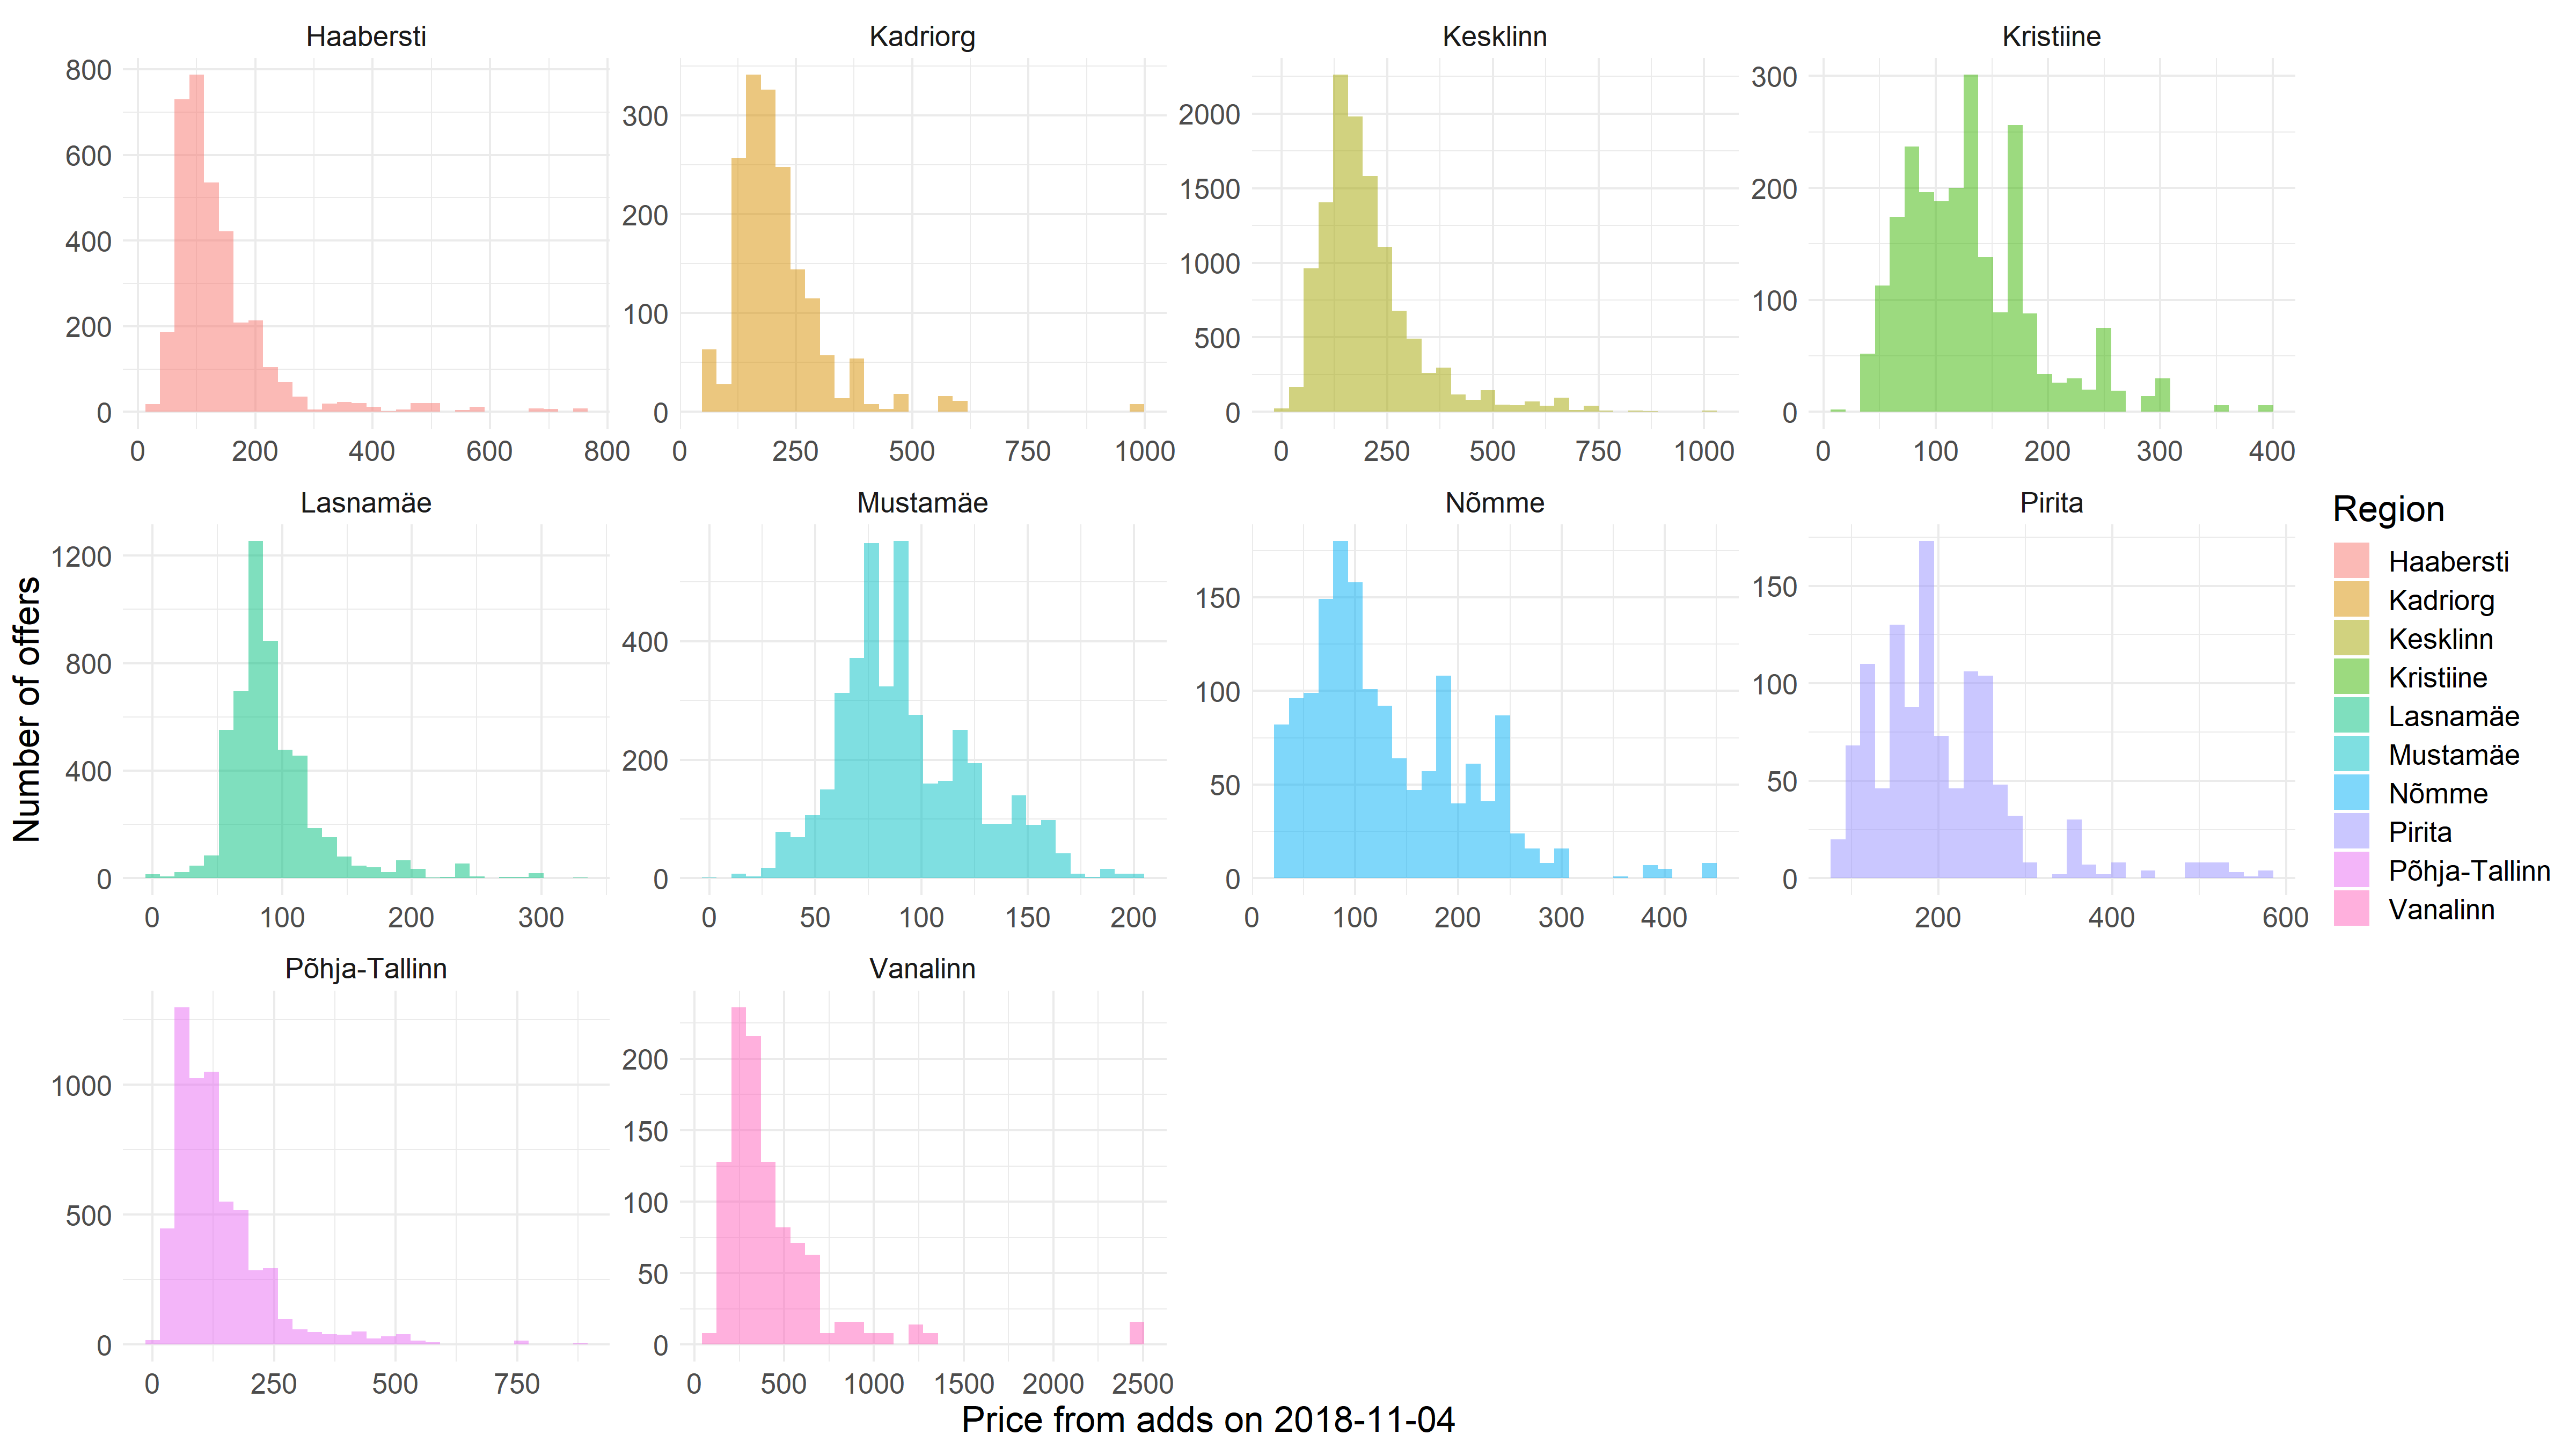 Haabersti
Kadriorg
Kesklinn
Kristiine
800
600
400
200
0
0 200 400 600 800
300
200
100
0
0 250 500 750 1000
2000
1500
1000
500
0
0 250 500 750 1000
300
200
100
0
0 100 200 300 400
Lasnamäe
Mustamäe
Nõmme
Pirita
1200
800
400
0
0 100 200 300
400
200
0
0 50 100 150 200
150
100
50
0
0 100 200 300 400
150
100
50
0
200 400 600
Põhja-Tallinn
Vanalinn
1000
500
0
0 250 500 750
200
150
100
50
0
0 500 1000 1500 2000 2500
Number of offers
Price from adds on 2018-11-04
Region
Haabersti
Kadriorg
Kesklinn
Kristiine
Lasnamäe
Mustamäe
Nõmme
Pirita
Põhja-Tallinn
Vanalinn